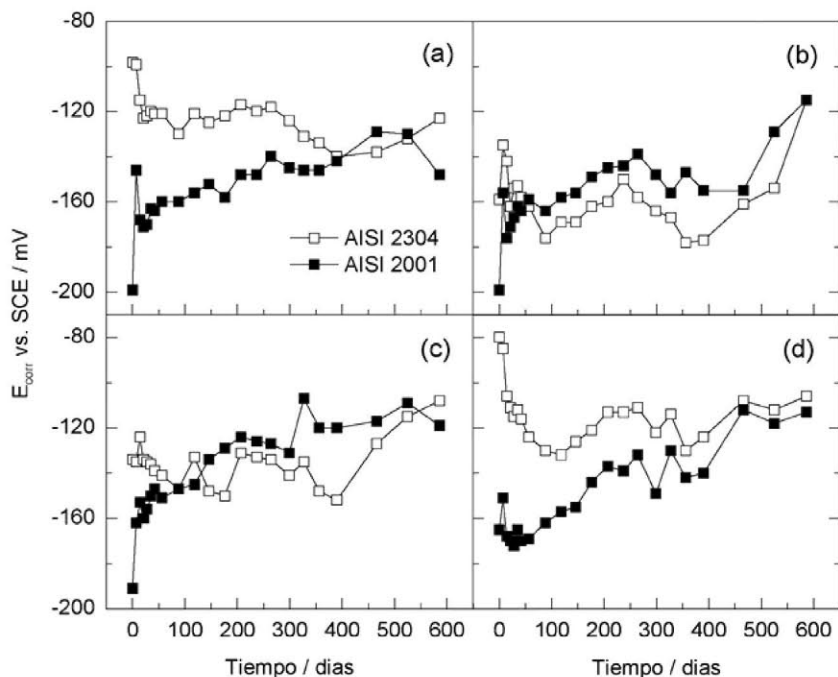 -80
-120
-160
-200
(a)
AISI 2304
AISI 2001
(b)
E_corr vs. SCE / mV
-80
-120
-160
-200
(c)
(d)
0 100 200 300 400 500 600
0 100 200 300 400 500 600
Tiempo / dias
Tiempo / dias